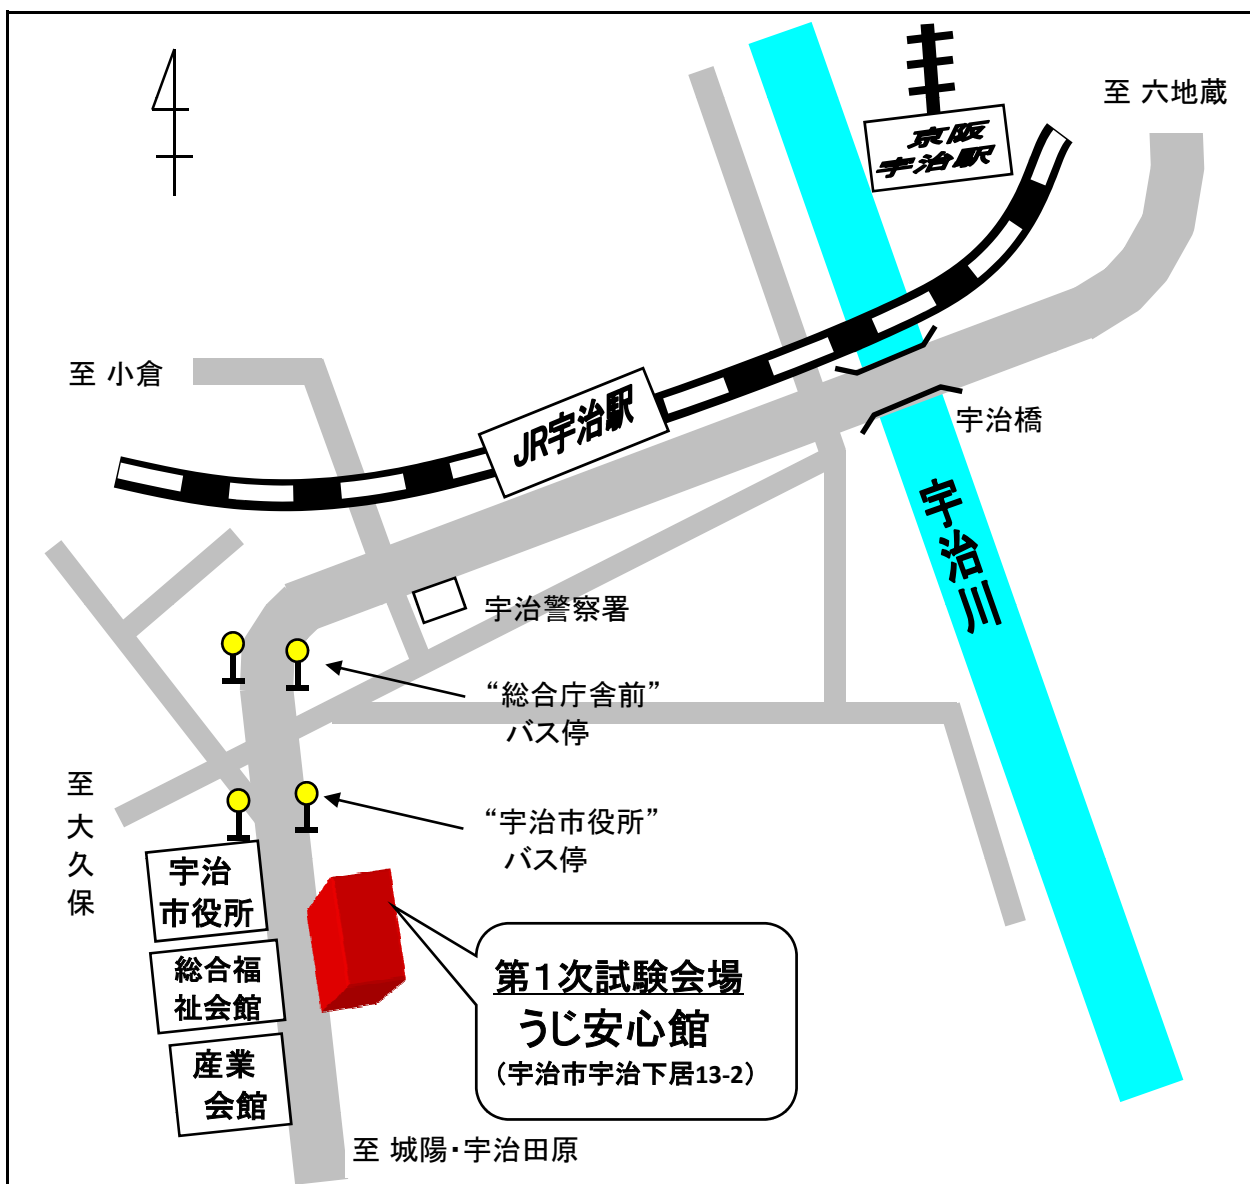 至 六地蔵
京阪
宇治駅
至 小倉
JR宇治駅
宇治橋
宇治川
宇治警察署
“総合庁舎前”
バス停
至 大久保
“宇治市役所”
バス停
宇治
市役所
総合福
祉会館
産業
会館
第１次試験会場
うじ安心館
（宇治市宇治下居13-2）
至 城陽・宇治田原